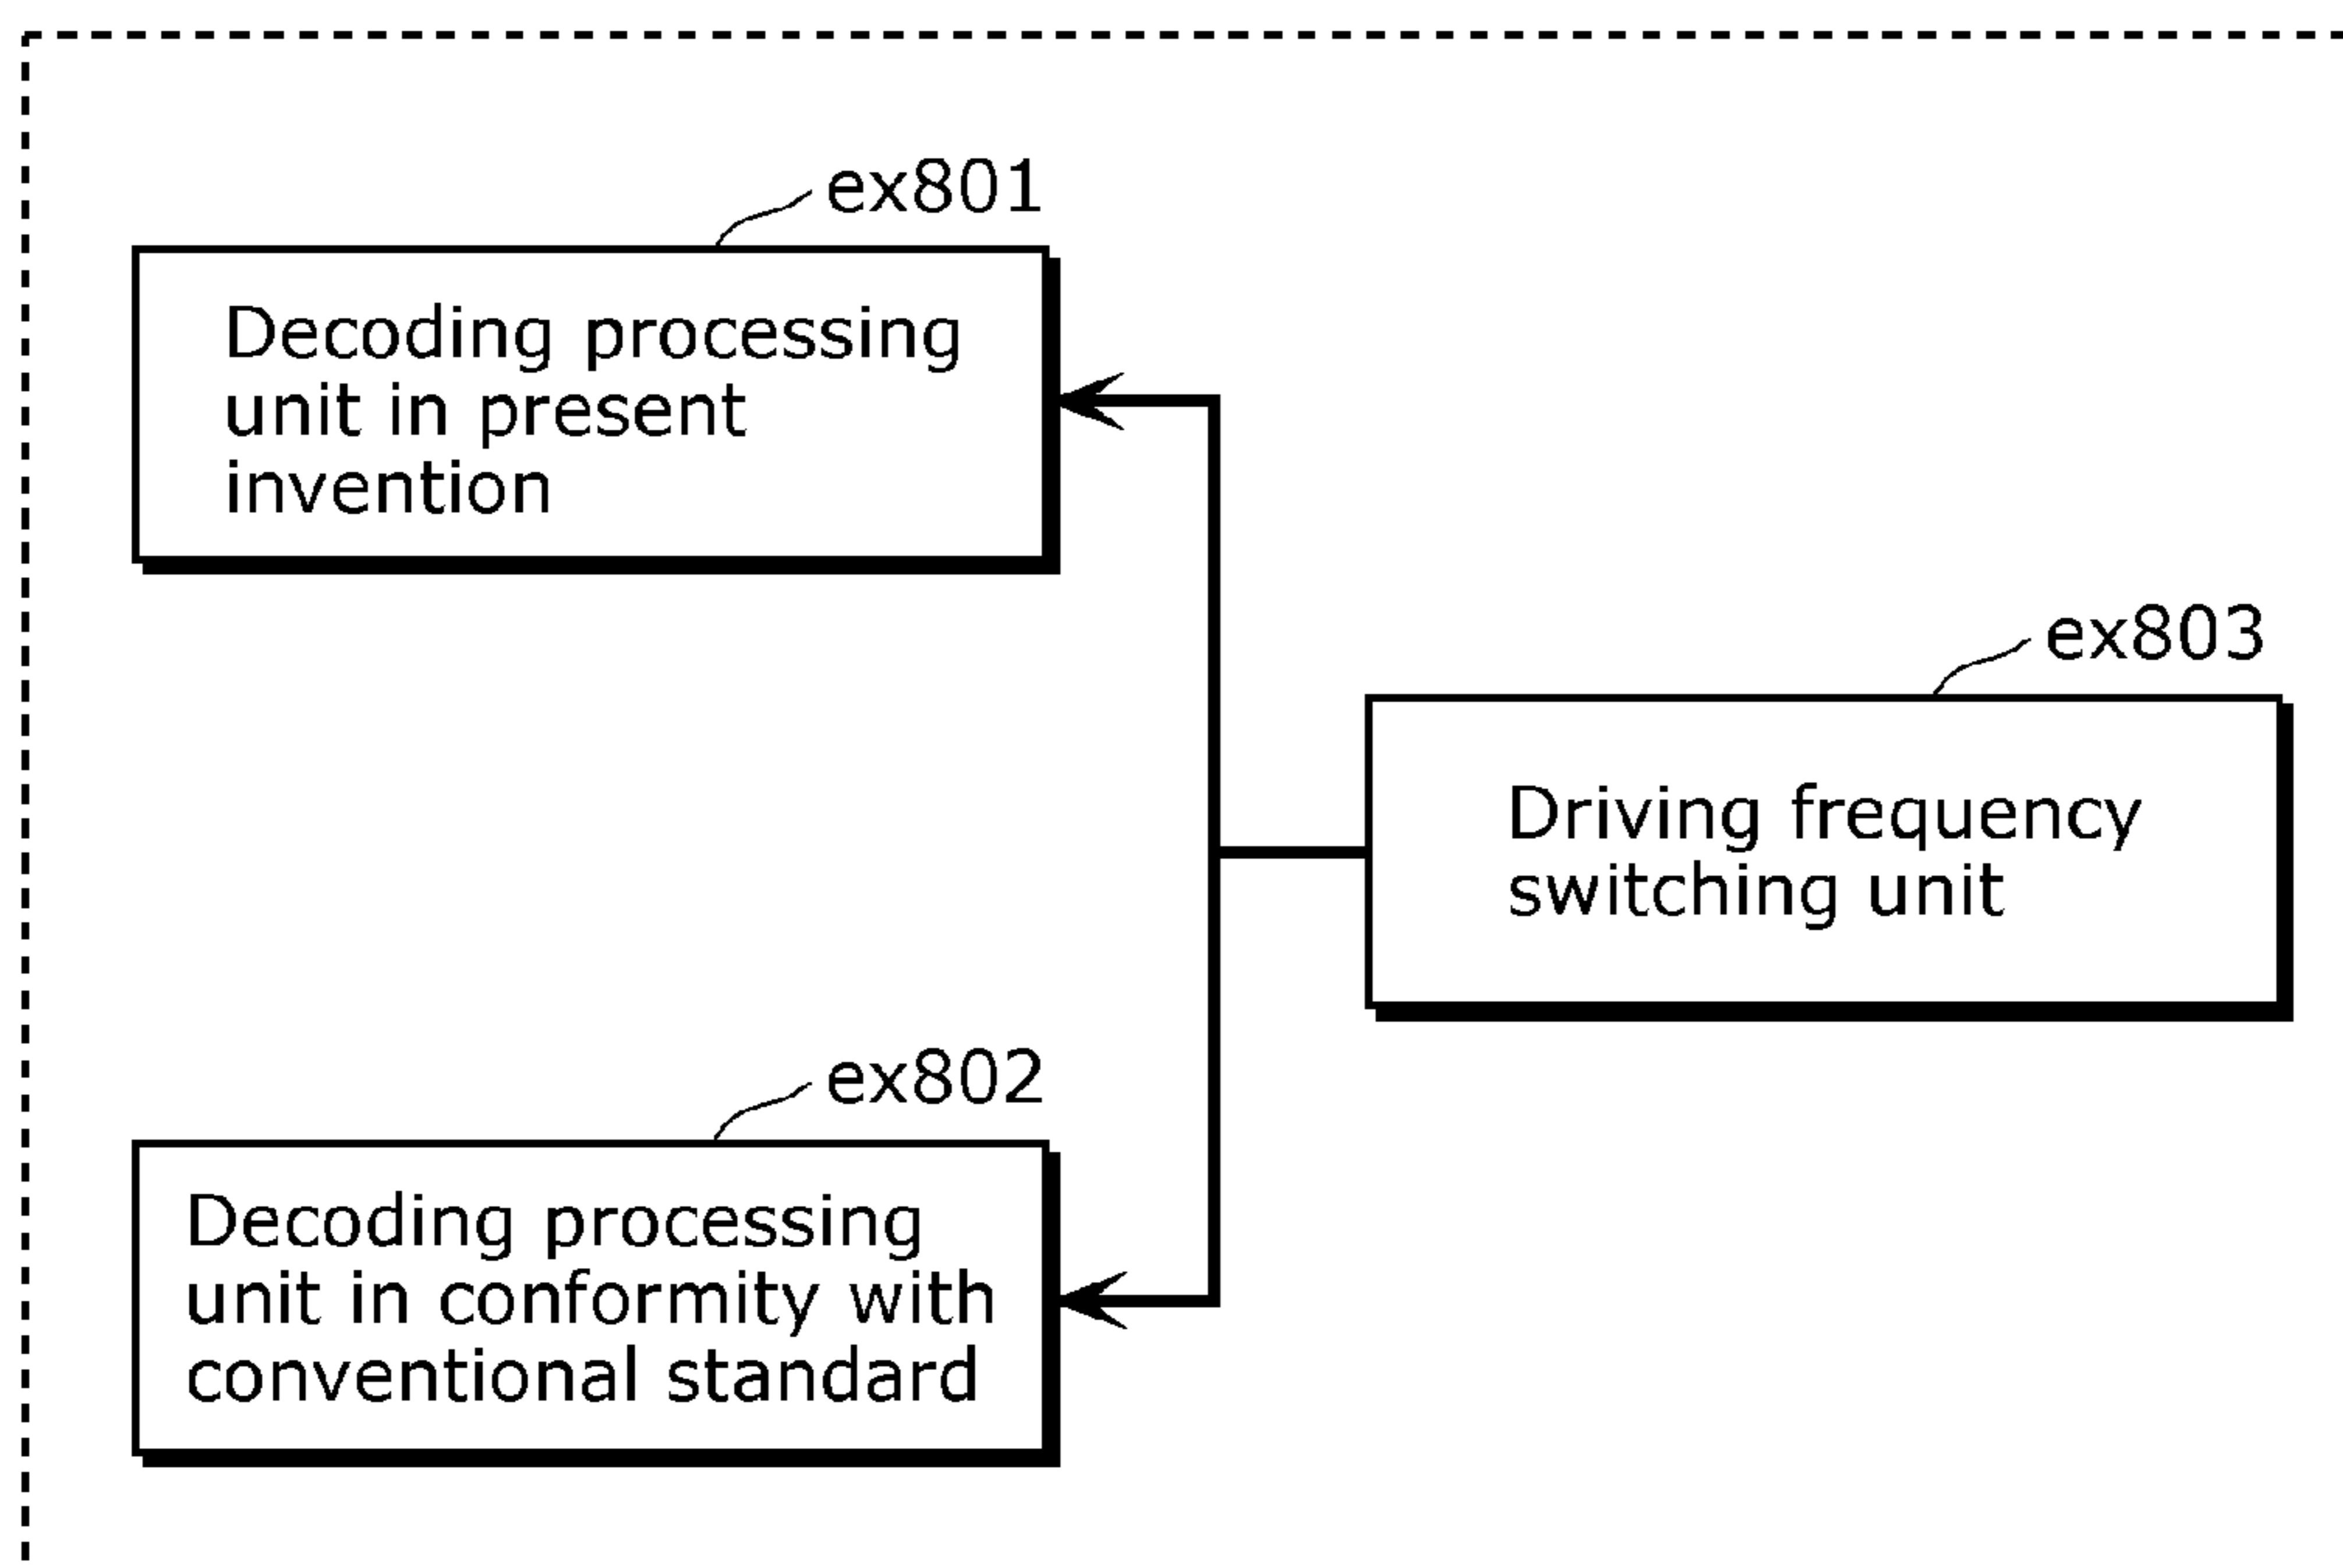 ex801
Decoding processing
unit in present
invention
ex803
Driving frequency
switching unit
ex802
Decoding processing
unit in conformity with
conventional standard